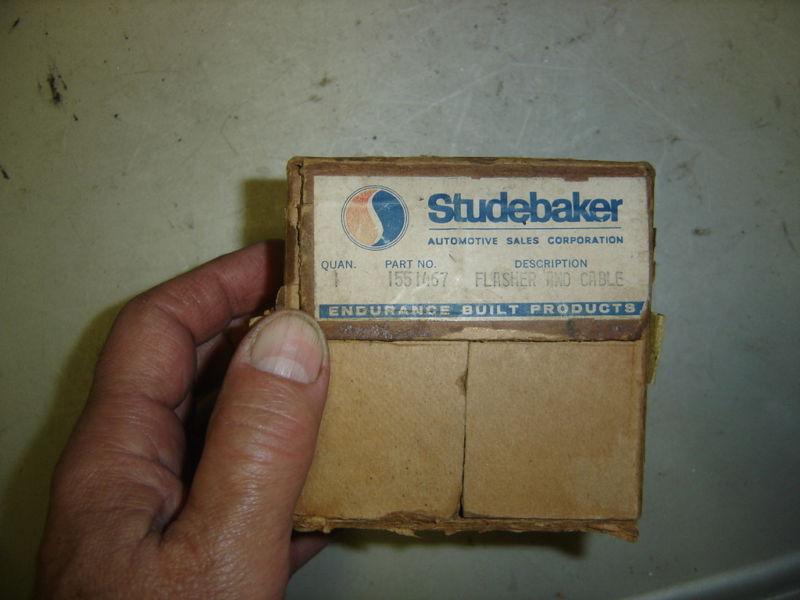 Studebaker
AUTOMOTIVE SALES CORPORATION
QUAN. PART NO. DESCRIPTION
1 1551467 FLASHER AND CABLE
ENDURANCE BUILT PRODUCTS